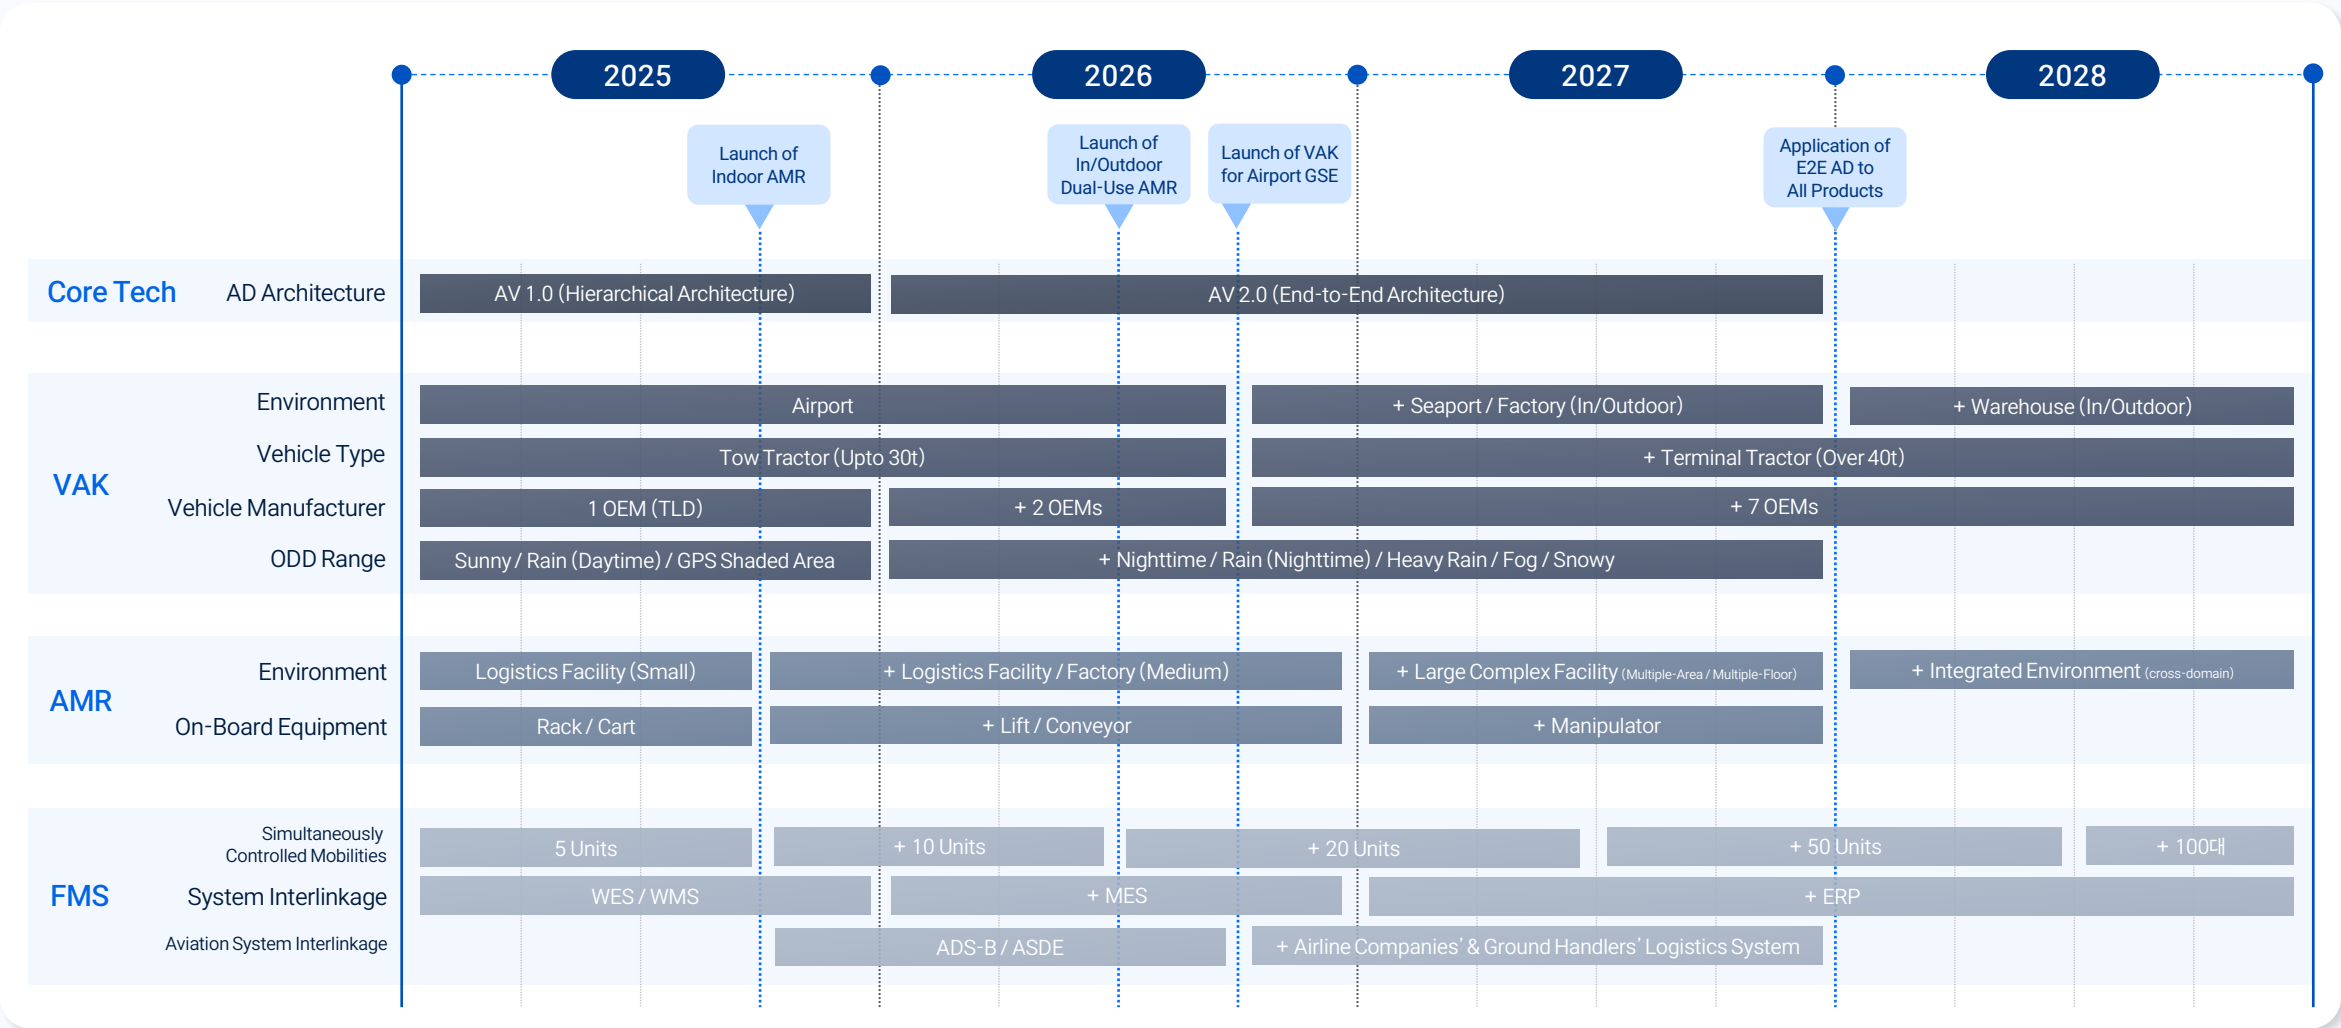 2025
2026
2027
2028
Launch of
Indoor AMR
Launch of
In/Outdoor
Dual-Use AMR
Launch of VAK
for Airport GSE
Application of
E2E AD to
All Products
Core Tech
AD Architecture
AV 1.0 (Hierarchical Architecture)
AV 2.0 (End-to-End Architecture)
VAK
Environment
Airport
+ Seaport / Factory (In/Outdoor)
+ Warehouse (In/Outdoor)
Vehicle Type
Tow Tractor (Upto 30t)
+ Terminal Tractor (Over 40t)
Vehicle Manufacturer
1 OEM (TLD)
+ 2 OEMs
+ 7 OEMs
ODD Range
Sunny / Rain (Daytime) / GPS Shaded Area
+ Nighttime / Rain (Nighttime) / Heavy Rain / Fog / Snowy
AMR
Environment
Logistics Facility (Small)
+ Logistics Facility / Factory (Medium)
+ Large Complex Facility (Multiple-Area / Multiple-Floor)
+ Integrated Environment (cross-domain)
On-Board Equipment
Rack / Cart
+ Lift / Conveyor
+ Manipulator
FMS
Simultaneously
Controlled Mobilities
5 Units
+ 10 Units
+ 20 Units
+ 50 Units
+ 100대
System Interlinkage
WES / WMS
+ MES
+ ERP
Aviation System Interlinkage
ADS-B / ASDE
+ Airline Companies’ & Ground Handlers’ Logistics System